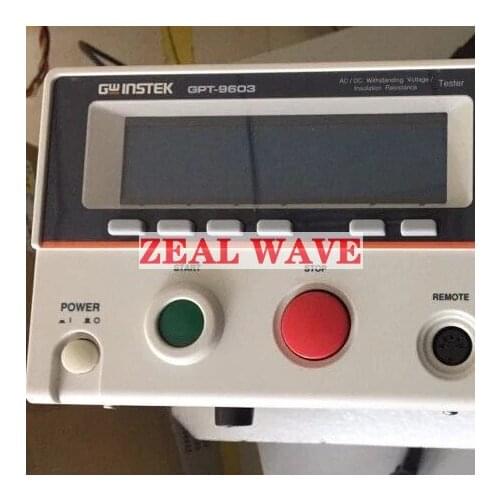 GWINSTEK GPT-9603
AC / DC Withstanding Voltage /
Insulation Resistance
Tester
ZEAL WAVE
START
STOP
POWER
I O
REMOTE